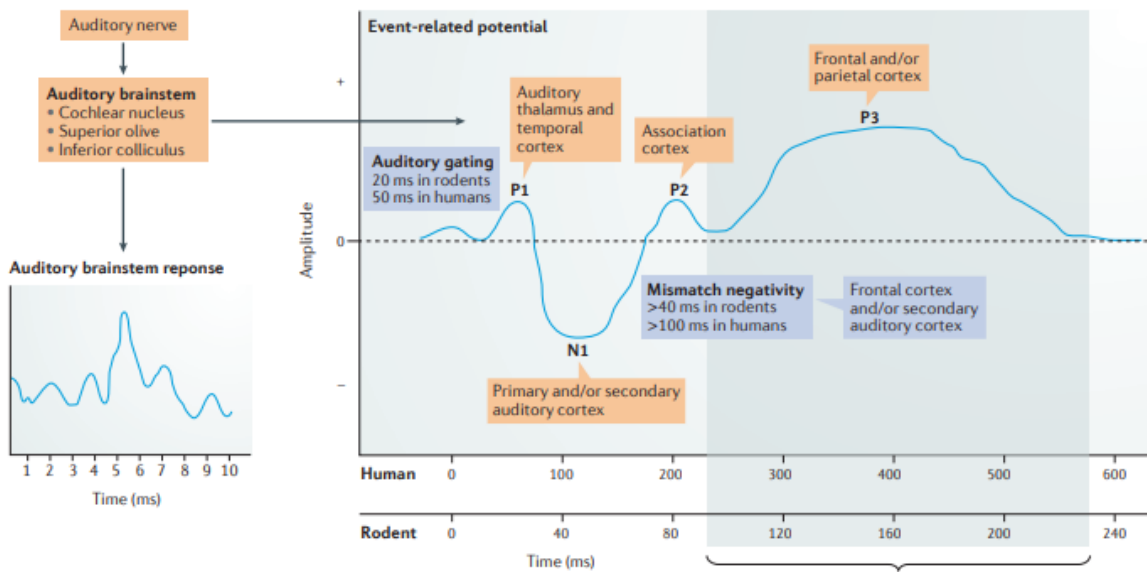 Auditory nerve
Auditory brainstem
• Cochlear nucleus
• Superior olive
• Inferior colliculus
Auditory brainstem reponse
1 2 3 4 5 6 7 8 9 10
Time (ms)
Event-related potential
Amplitude
+
0
–
Auditory gating
20 ms in rodents
50 ms in humans
Auditory
thalamus and
temporal
cortex
P1
Association
cortex
P2
Frontal and/or
parietal cortex
P3
N1
Primary and/or secondary
auditory cortex
Mismatch negativity
>40 ms in rodents
>100 ms in humans
Frontal cortex
and/or secondary
auditory cortex
Human 0 100 200 120 400 500 600
Rodent 0 40 80 120 160 200 240
Time (ms)